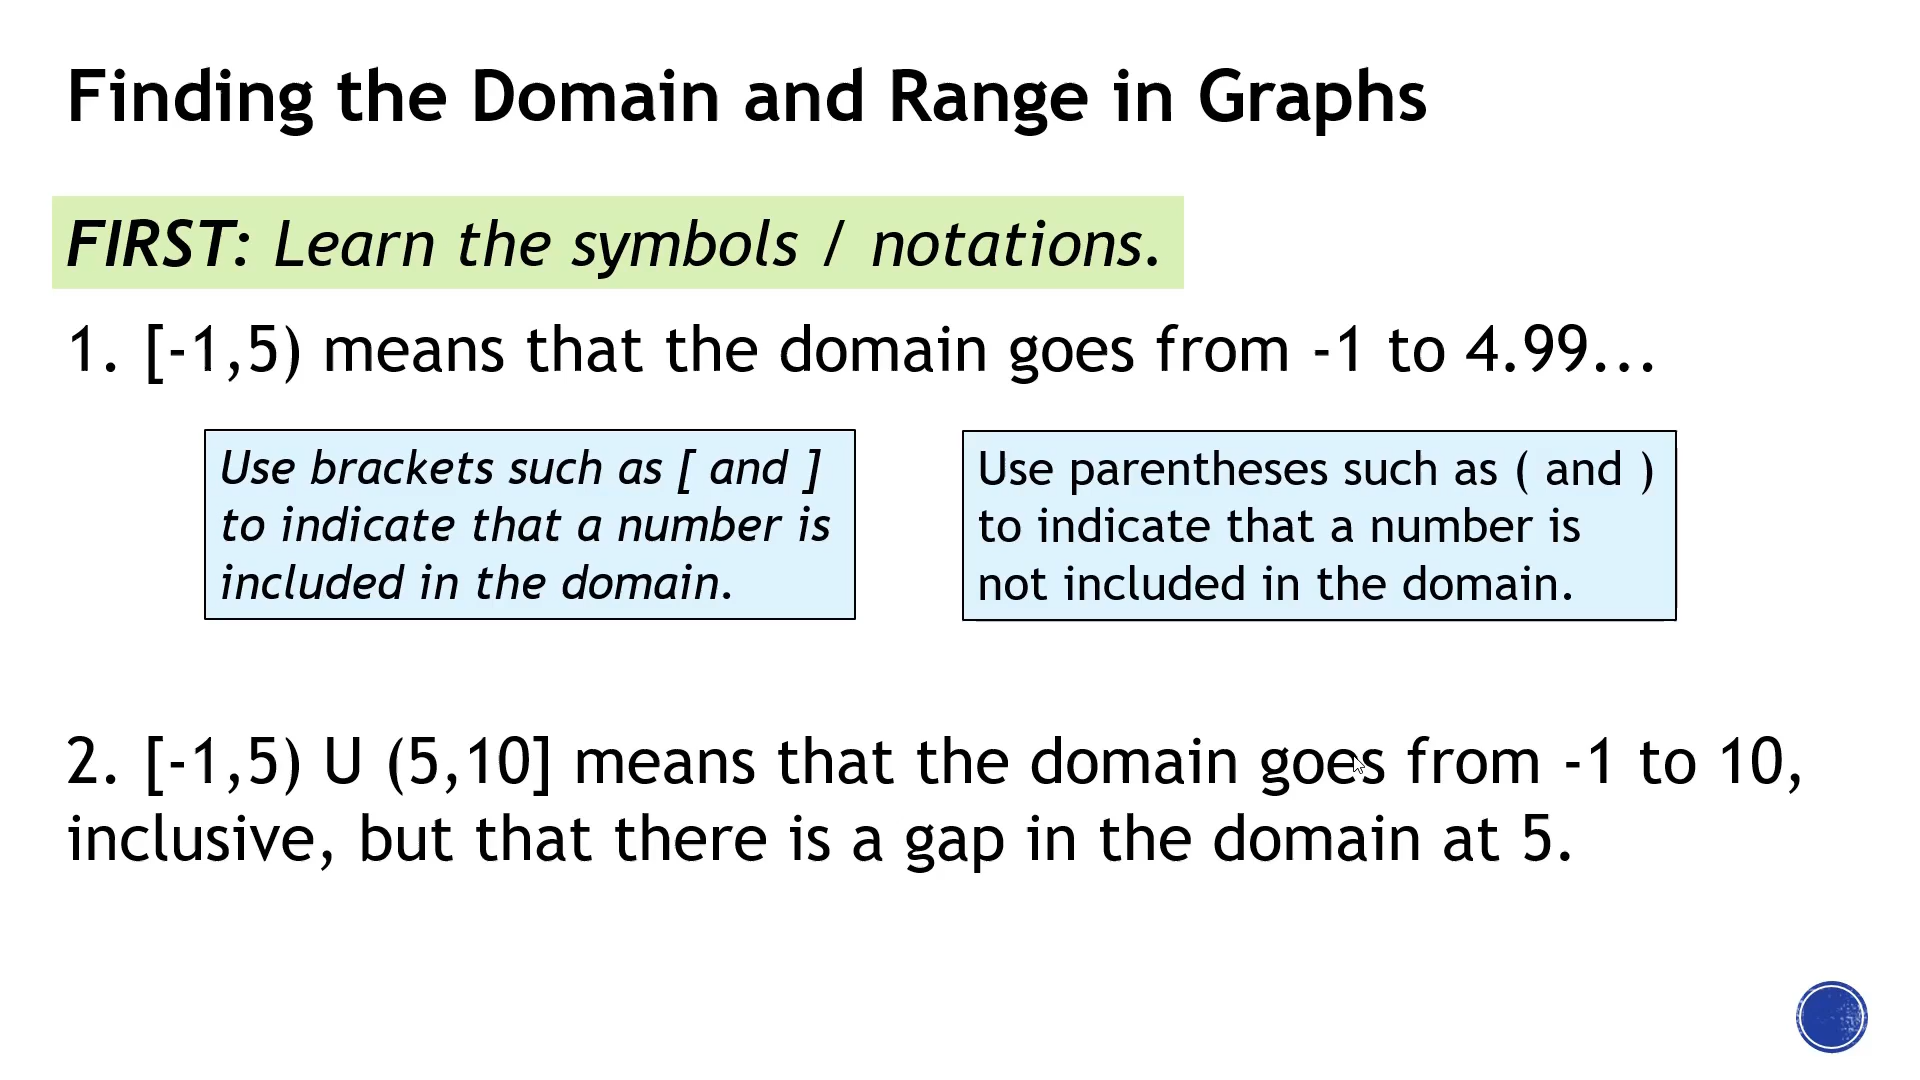 Finding the Domain and Range in Graphs
FIRST: Learn the symbols / notations.
1. [-1,5) means that the domain goes from -1 to 4.99...
Use brackets such as [ and ]
to indicate that a number is
included in the domain.
Use parentheses such as ( and )
to indicate that a number is
not included in the domain.
2. [-1,5) U (5,10] means that the domain goes from -1 to 10,
inclusive, but that there is a gap in the domain at 5.